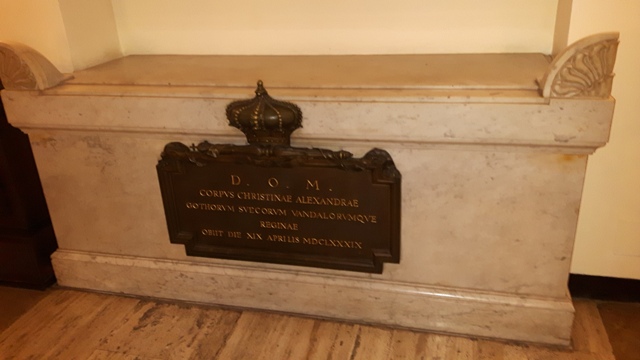 D. O. M.
CORPVS CHRISTINAE ALEXANDRAE
GOTHORVM SVECORVM VANDALORVMQVE
REGINAE
OBIIT DIE XIX APRILIS MDCLXXXIX